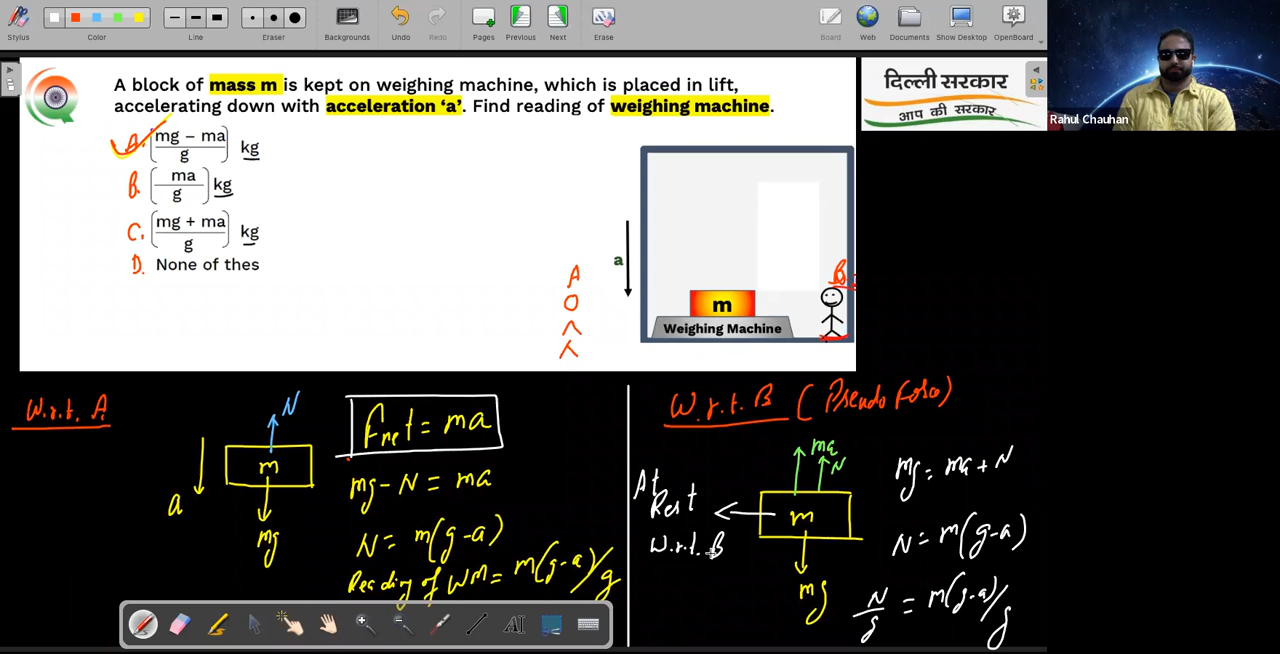 Stylus
Color
Line
Eraser
Backgrounds
Undo
Redo
Pages
Previous
Next
Erase
Board
Web
Documents
Show Desktop
OpenBoard
A block of mass m is kept on weighing machine, which is placed in lift,
accelerating down with acceleration ‘a’. Find reading of weighing machine.
A. (mg – ma / g) kg
B. (ma / g) kg
C. (mg + ma / g) kg
D. None of thes
दिल्ली सरकार
आप की सरकार
Rahul Chauhan
a
A
B
m
Weighing Machine
W.r.t. A.
N
m
a
mg
Fnet = ma
mg - N = ma
N = m(g-a)
Reading of WM = m(g-a)/g
W.r.t. B (Pseudo Force)
ma
N
At
Rest
W.r.t. B
m
mg
mg = ma + N
N = m(g-a)
N/g = m(g-a)/g